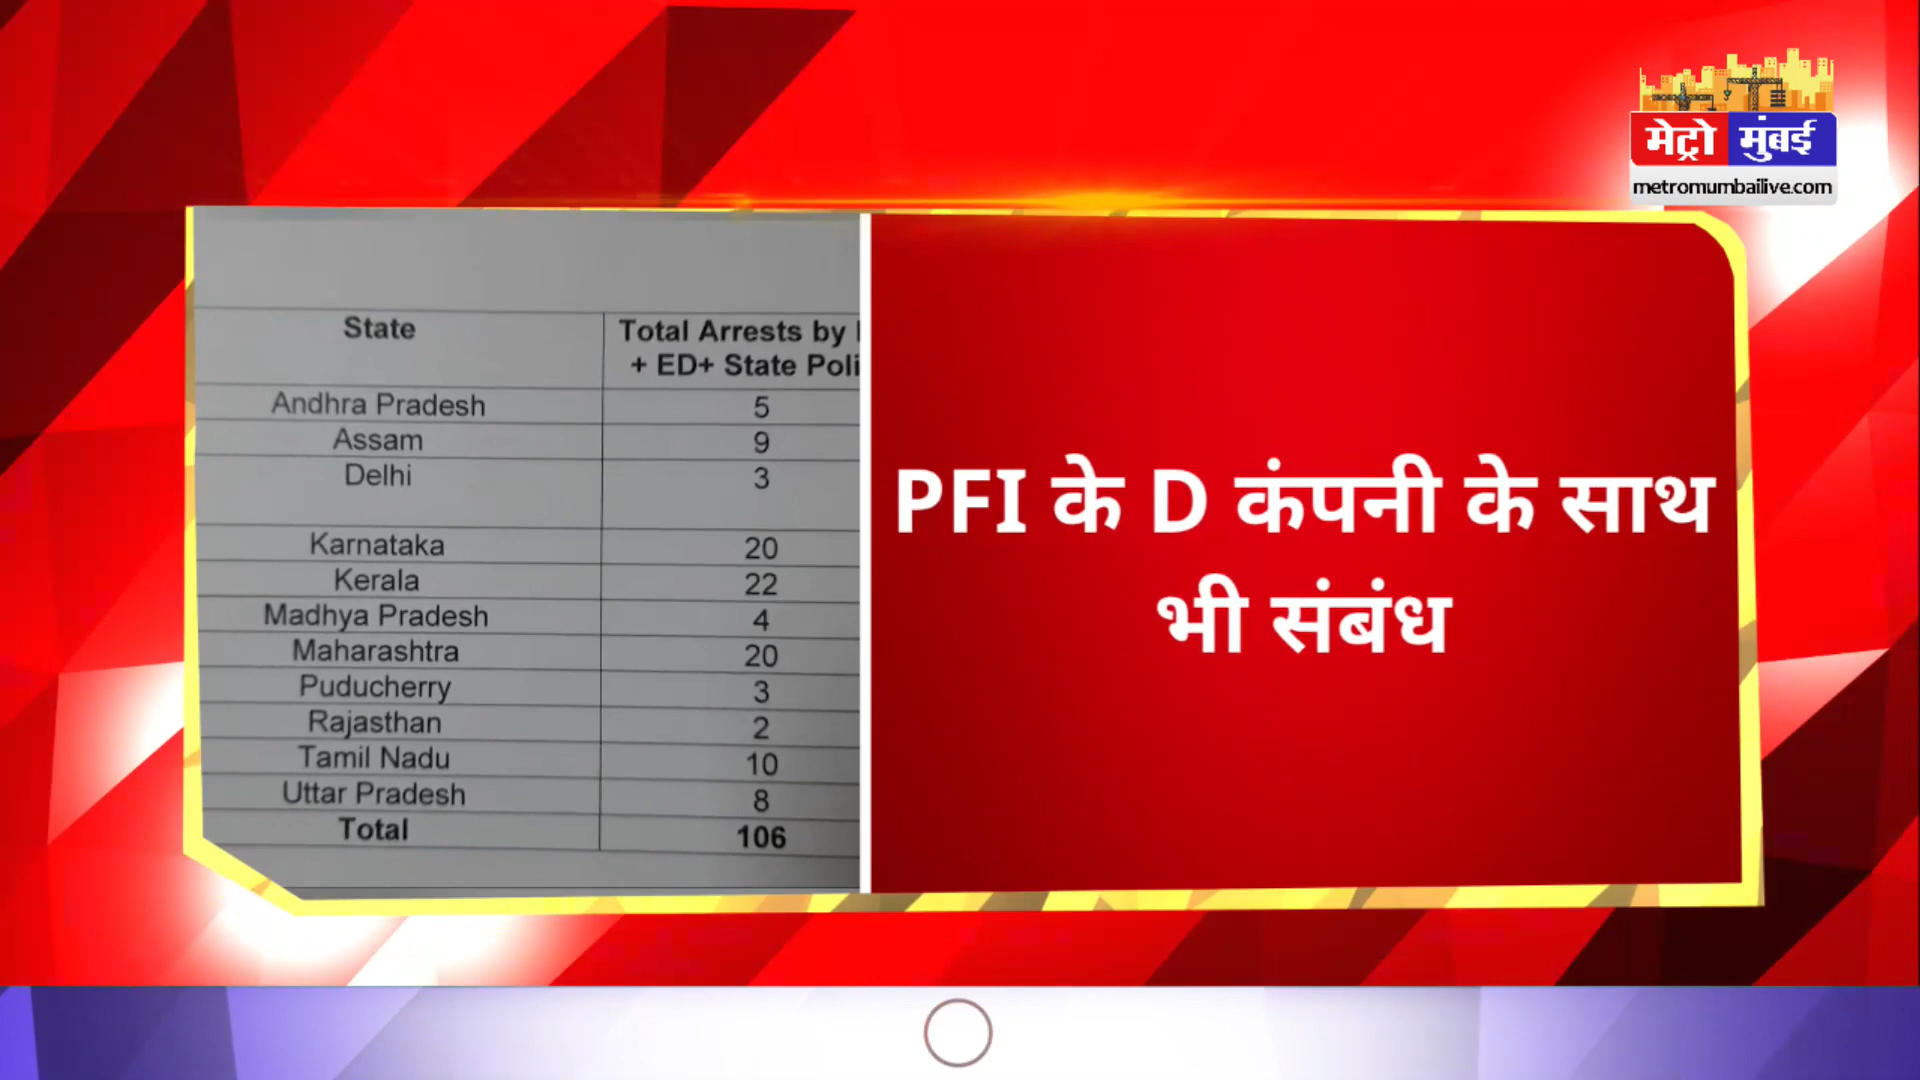 मेट्रो मुंबई
metromumbailive.com
State Total Arrests by
+ ED+ State Poli
Andhra Pradesh 5
Assam 9
Delhi 3
Karnataka 20
Kerala 22
Madhya Pradesh 4
Maharashtra 20
Puducherry 3
Rajasthan 2
Tamil Nadu 10
Uttar Pradesh 8
Total 106
PFI के D कंपनी के साथ
भी संबंध